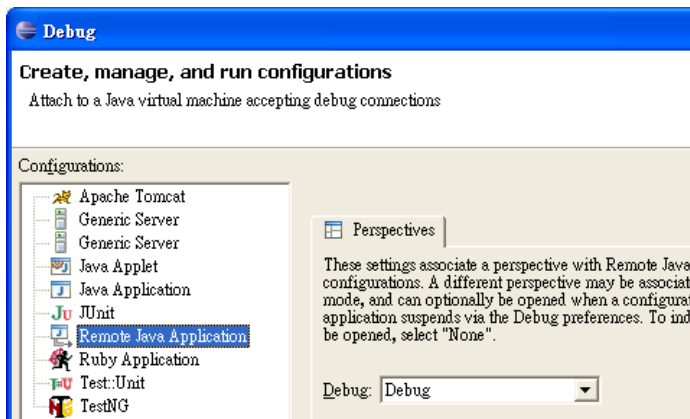 Debug
Create, manage, and run configurations
Attach to a Java virtual machine accepting debug connections
Configurations:
Apache Tomcat
Generic Server
Generic Server
Java Applet
Java Application
JUnit
Remote Java Application
Ruby Application
Test::Unit
TestNG
Perspectives
These settings associate a perspective with Remote Java
configurations. A different perspective may be associat
mode, and can optionally be opened when a configurat
application suspends via the Debug preferences. To ind
be opened, select "None".
Debug: Debug